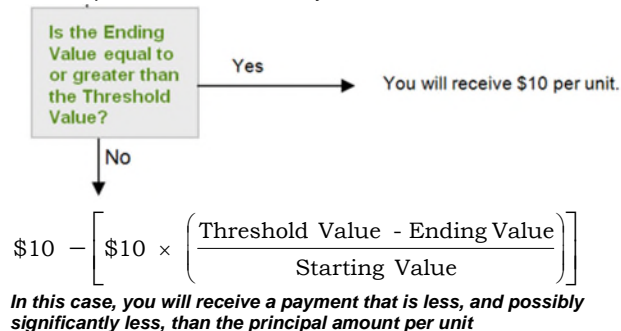 Is the Ending
Value equal to
or greater than
the Threshold
Value?
Yes
You will receive $10 per unit.
No
$10 − [ $10 × ( Threshold Value - Ending Value / Starting Value ) ]
In this case, you will receive a payment that is less, and possibly
significantly less, than the principal amount per unit